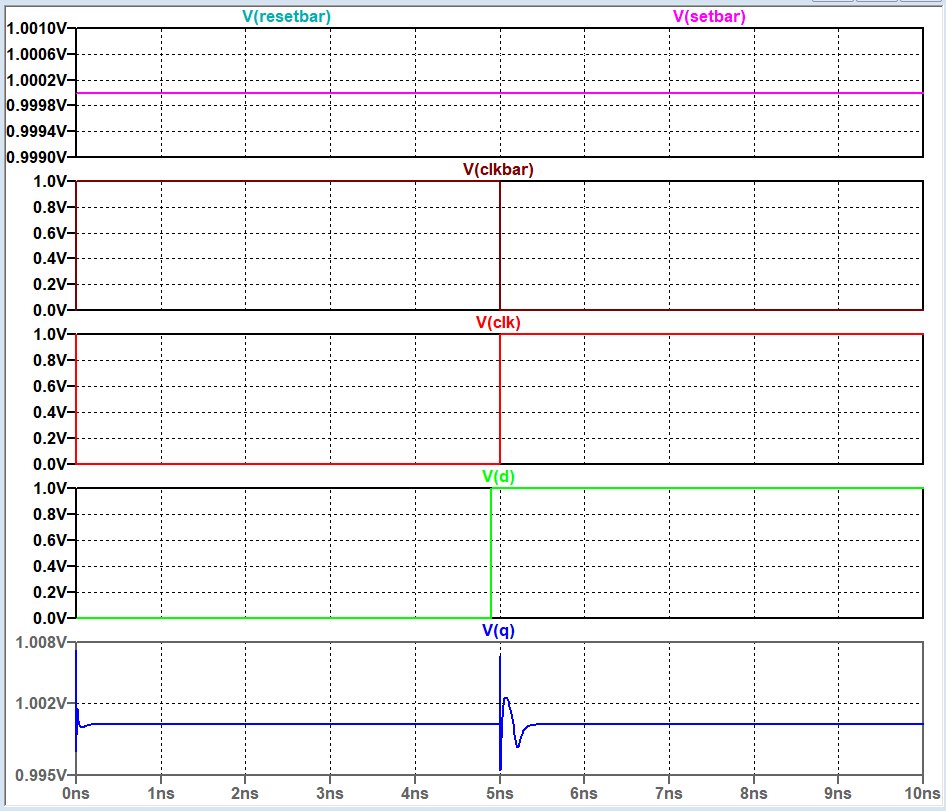 V(resetbar) V(setbar)
1.0010V
1.0006V
1.0002V
0.9998V
0.9994V
0.9990V
V(clkbar)
1.0V
0.8V
0.6V
0.4V
0.2V
0.0V
V(clk)
1.0V
0.8V
0.6V
0.4V
0.2V
0.0V
V(d)
1.0V
0.8V
0.6V
0.4V
0.2V
0.0V
V(q)
1.008V
1.002V
0.995V
0ns 1ns 2ns 3ns 4ns 5ns 6ns 7ns 8ns 9ns 10ns